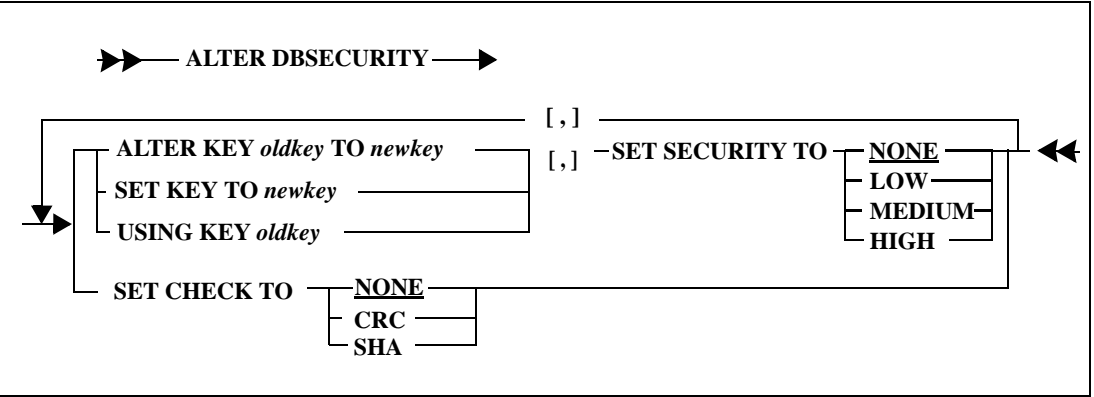 ALTER DBSECURITY
[ , ]
ALTER KEY oldkey TO newkey
[ , ]
SET SECURITY TO
NONE
LOW
MEDIUM
HIGH
SET KEY TO newkey
USING KEY oldkey
SET CHECK TO
NONE
CRC
SHA